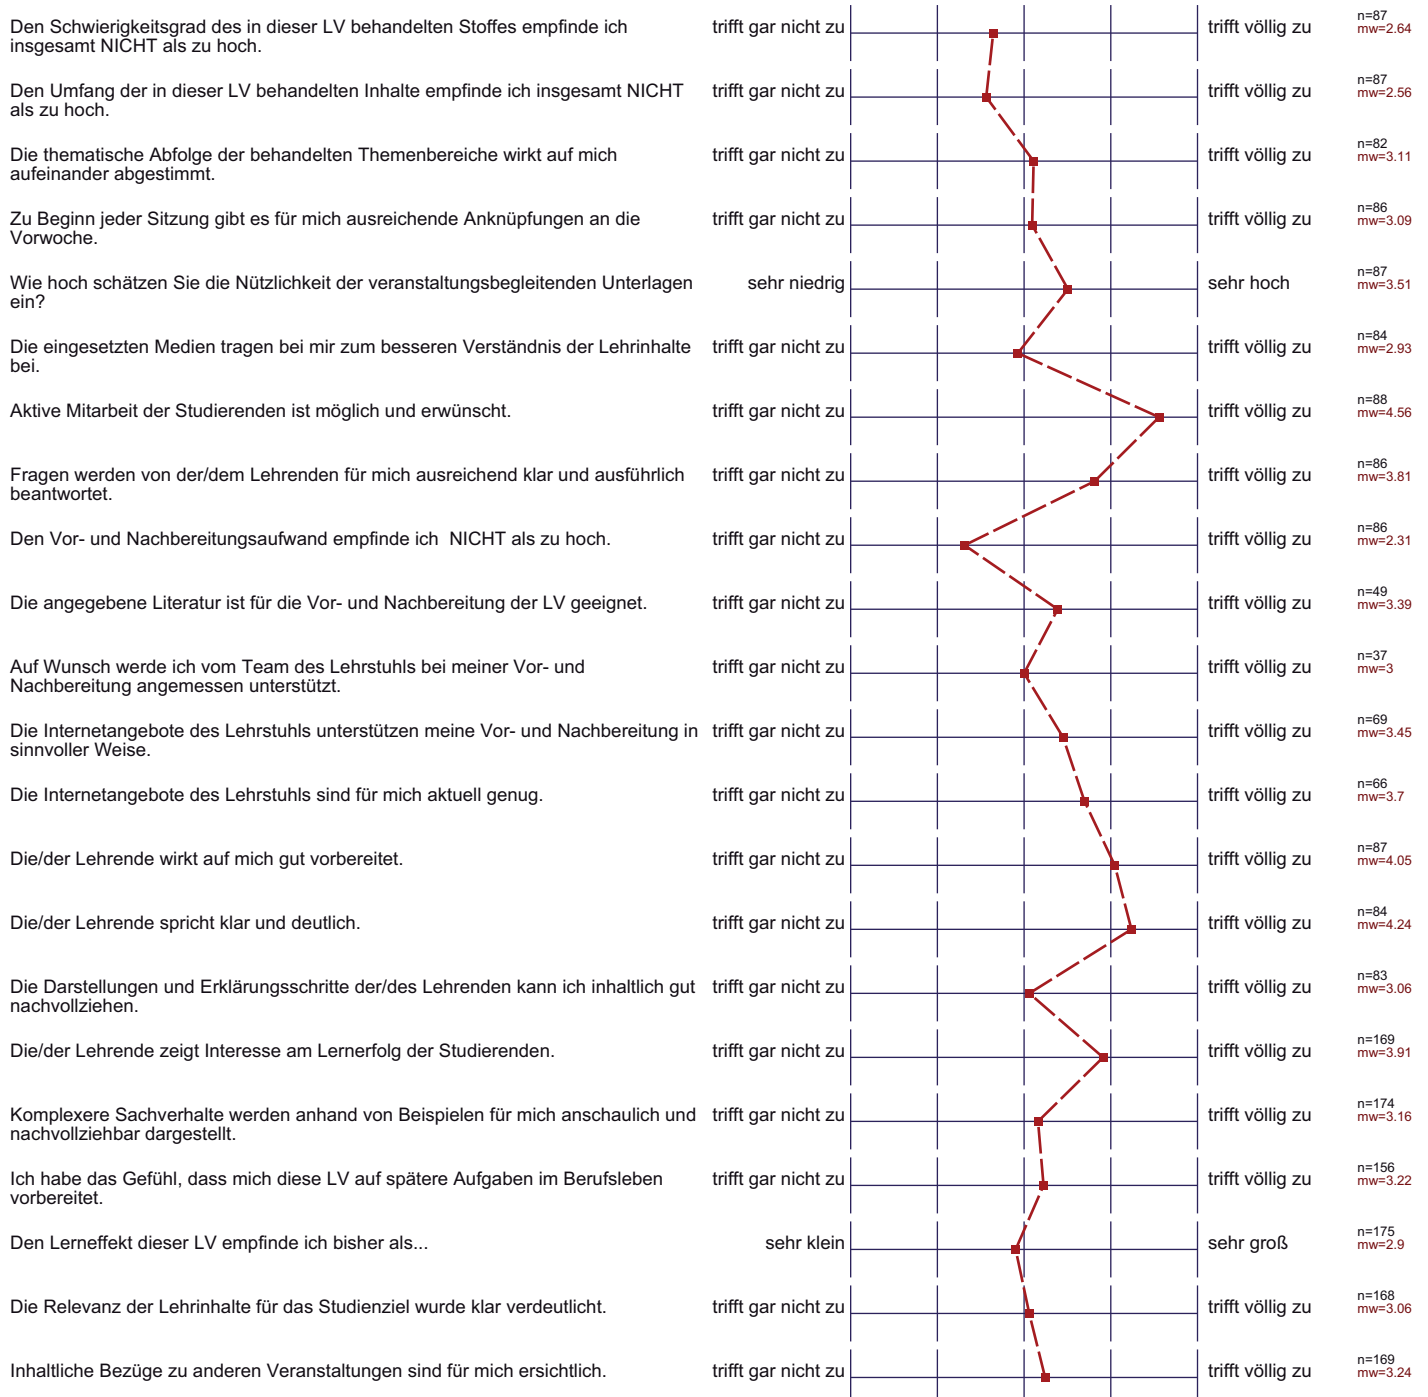 Den Schwierigkeitsgrad des in dieser LV behandelten Stoffes empfinde ich
insgesamt NICHT als zu hoch.
trifft gar nicht zu
trifft völlig zu
n=87
mw=2.64
Den Umfang der in dieser LV behandelten Inhalte empfinde ich insgesamt NICHT
als zu hoch.
trifft gar nicht zu
trifft völlig zu
n=87
mw=2.56
Die thematische Abfolge der behandelten Themenbereiche wirkt auf mich
aufeinander abgestimmt.
trifft gar nicht zu
trifft völlig zu
n=82
mw=3.11
Zu Beginn jeder Sitzung gibt es für mich ausreichende Anknüpfungen an die
Vorwoche.
trifft gar nicht zu
trifft völlig zu
n=86
mw=3.09
Wie hoch schätzen Sie die Nützlichkeit der veranstaltungsbegleitenden Unterlagen
ein?
sehr niedrig
sehr hoch
n=87
mw=3.51
Die eingesetzten Medien tragen bei mir zum besseren Verständnis der Lehrinhalte
bei.
trifft gar nicht zu
trifft völlig zu
n=84
mw=2.93
Aktive Mitarbeit der Studierenden ist möglich und erwünscht.
trifft gar nicht zu
trifft völlig zu
n=88
mw=4.56
Fragen werden von der/dem Lehrenden für mich ausreichend klar und ausführlich
beantwortet.
trifft gar nicht zu
trifft völlig zu
n=86
mw=3.81
Den Vor- und Nachbereitungsaufwand empfinde ich  NICHT als zu hoch.
trifft gar nicht zu
trifft völlig zu
n=86
mw=2.31
Die angegebene Literatur ist für die Vor- und Nachbereitung der LV geeignet.
trifft gar nicht zu
trifft völlig zu
n=49
mw=3.39
Auf Wunsch werde ich vom Team des Lehrstuhls bei meiner Vor- und
Nachbereitung angemessen unterstützt.
trifft gar nicht zu
trifft völlig zu
n=37
mw=3
Die Internetangebote des Lehrstuhls unterstützen meine Vor- und Nachbereitung in
sinnvoller Weise.
trifft gar nicht zu
trifft völlig zu
n=69
mw=3.45
Die Internetangebote des Lehrstuhls sind für mich aktuell genug.
trifft gar nicht zu
trifft völlig zu
n=66
mw=3.7
Die/der Lehrende wirkt auf mich gut vorbereitet.
trifft gar nicht zu
trifft völlig zu
n=87
mw=4.05
Die/der Lehrende spricht klar und deutlich.
trifft gar nicht zu
trifft völlig zu
n=84
mw=4.24
Die Darstellungen und Erklärungsschritte der/des Lehrenden kann ich inhaltlich gut
nachvollziehen.
trifft gar nicht zu
trifft völlig zu
n=83
mw=3.06
Die/der Lehrende zeigt Interesse am Lernerfolg der Studierenden.
trifft gar nicht zu
trifft völlig zu
n=169
mw=3.91
Komplexere Sachverhalte werden anhand von Beispielen für mich anschaulich und
nachvollziehbar dargestellt.
trifft gar nicht zu
trifft völlig zu
n=174
mw=3.16
Ich habe das Gefühl, dass mich diese LV auf spätere Aufgaben im Berufsleben
vorbereitet.
trifft gar nicht zu
trifft völlig zu
n=156
mw=3.22
Den Lerneffekt dieser LV empfinde ich bisher als...
sehr klein
sehr groß
n=175
mw=2.9
Die Relevanz der Lehrinhalte für das Studienziel wurde klar verdeutlicht.
trifft gar nicht zu
trifft völlig zu
n=168
mw=3.06
Inhaltliche Bezüge zu anderen Veranstaltungen sind für mich ersichtlich.
trifft gar nicht zu
trifft völlig zu
n=169
mw=3.24